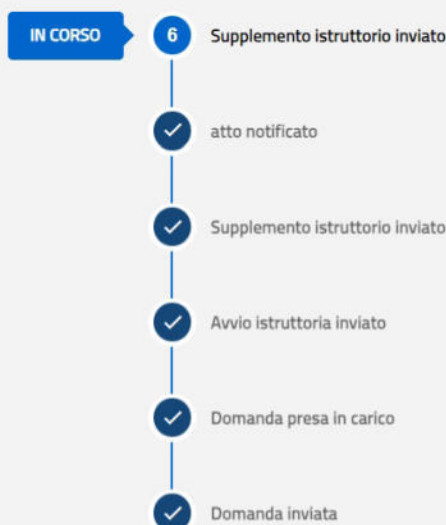 IN CORSO
6
Supplemento istruttorio inviato
atto notificato
Supplemento istruttorio inviato
Avvio istruttoria inviato
Domanda presa in carico
Domanda inviata